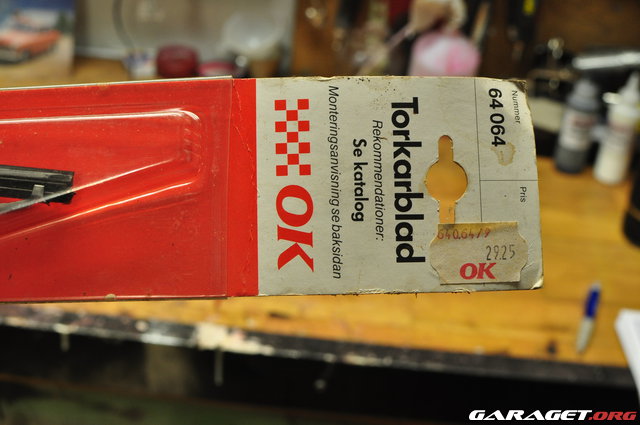 Nummer
64 064
Pris
Torkarblad
Rekommendationer:
Se katalog
Monteringsanvisning se baksidan
OK
29.25
OK
GARAGET.ORG